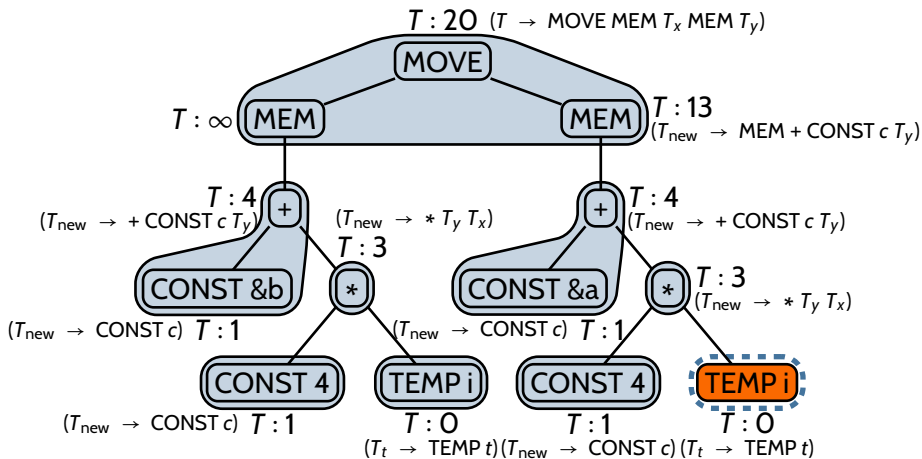 T : 20 (T → MOVE MEM Tx MEM Ty)
MOVE
T : ∞ MEM
MEM T : 13
(Tnew → MEM + CONST c Ty)
T : 4
(Tnew → + CONST c Ty)
+
(Tnew → * Ty Tx)
T : 3
T : 4
+
(Tnew → + CONST c Ty)
CONST &b
*
CONST &a
*
T : 3
(Tnew → * Ty Tx)
(Tnew → CONST c) T : 1
(Tnew → CONST c) T : 1
CONST 4
TEMP i
CONST 4
TEMP i
(Tnew → CONST c) T : 1
T : 0
T : 1
T : 0
(Tt → TEMP t) (Tnew → CONST c) (Tt → TEMP t)